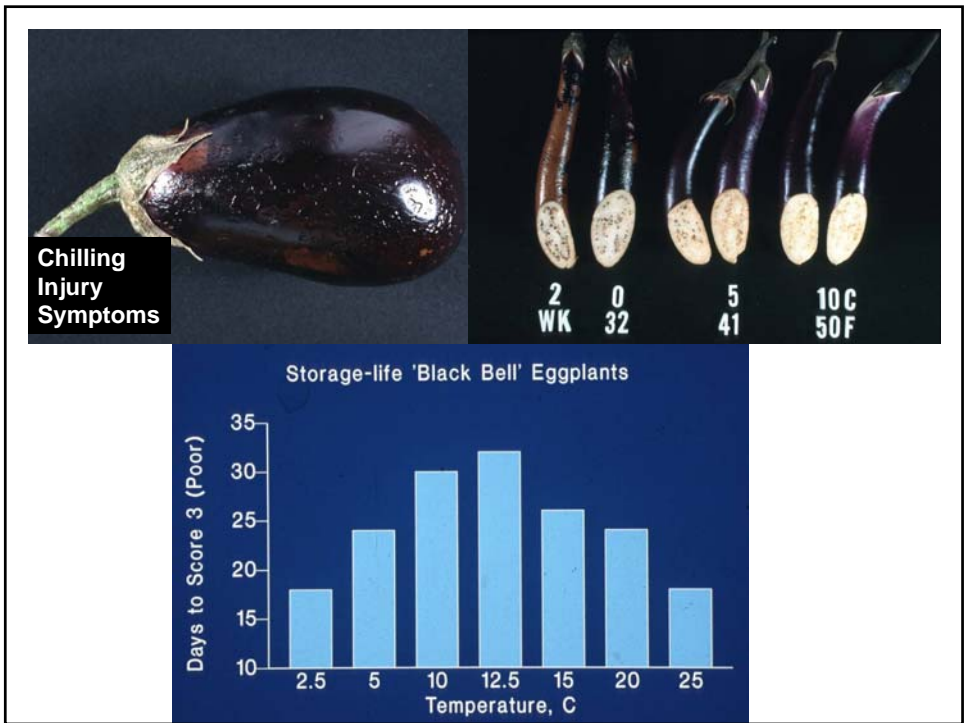 Chilling
Injury
Symptoms
2 0 5 10C
WK 32 41 50F
Storage-life 'Black Bell' Eggplants
Days to Score 3 (Poor)
35
30
25
20
15
10
2.5 5 10 12.5 15 20 25
Temperature, C